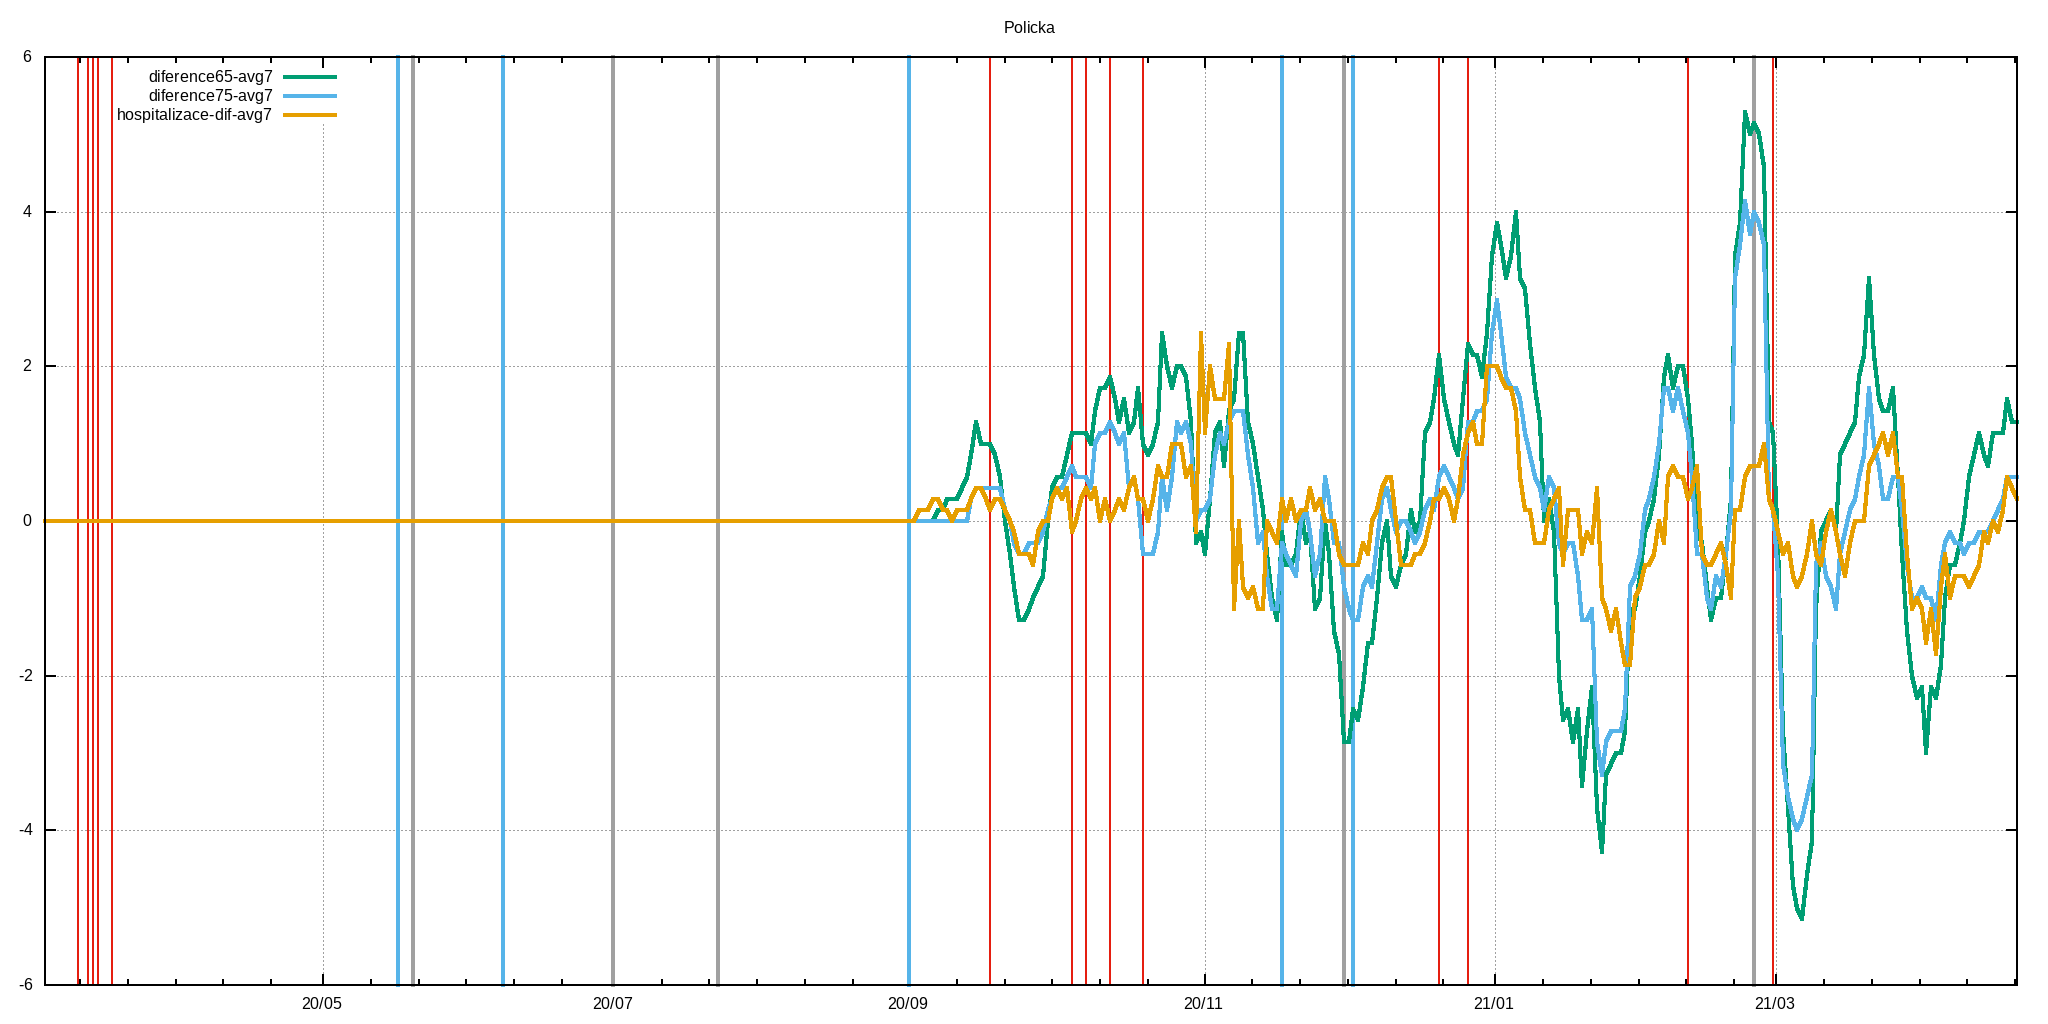 Policka
6
diference65-avg7
diference75-avg7
hospitalizace-dif-avg7
4
2
0
-2
-4
-6
20/05 20/07 20/09 20/11 21/01 21/03